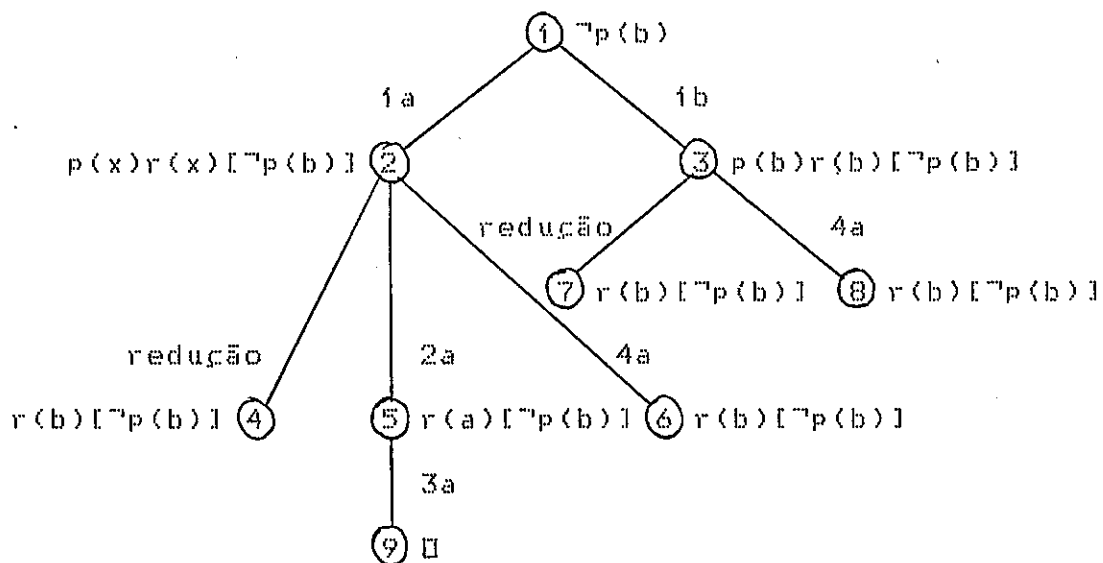 1 ¬p(b)
1a 1b
p(x)r(x)[¬p(b)] 2 3 p(b)r(b)[¬p(b)]
redução 4a
7 r(b)[¬p(b)] 8 r(b)[¬p(b)]
redução 2a 4a
r(b)[¬p(b)] 4 5 r(a)[¬p(b)] 6 r(b)[¬p(b)]
3a
9 □